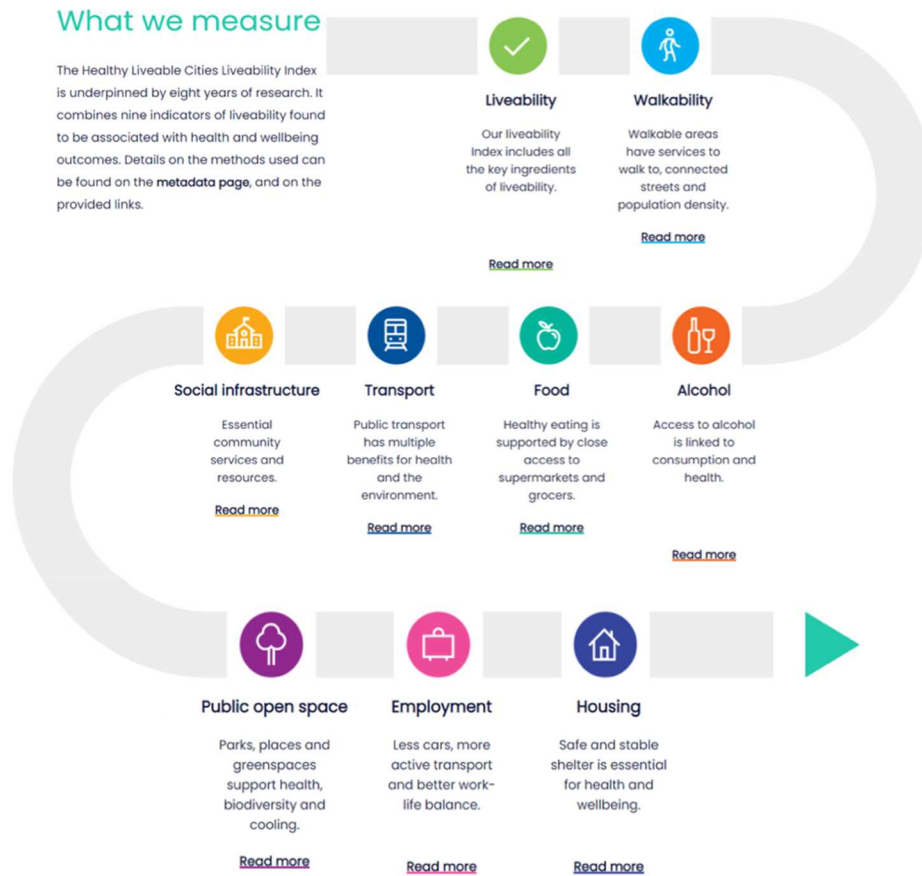 What we measure
The Healthy Liveable Cities Liveability Index
is underpinned by eight years of research. It
combines nine indicators of liveability found
to be associated with health and wellbeing
outcomes. Details on the methods used can
be found on the metadata page, and on the
provided links.
Liveability
Our liveability
Index includes all
the key ingredients
of liveability.
Read more
Walkability
Walkable areas
have services to
walk to, connected
streets and
population density.
Read more
Social infrastructure
Essential
community
services and
resources.
Read more
Transport
Public transport
has multiple
benefits for health
and the
environment.
Read more
Food
Healthy eating is
supported by close
access to
supermarkets and
grocers.
Read more
Alcohol
Access to alcohol
is linked to
consumption and
health.
Read more
Public open space
Parks, places and
greenspaces
support health,
biodiversity and
cooling.
Read more
Employment
Less cars, more
active transport
and better work-
life balance.
Read more
Housing
Safe and stable
shelter is essential
for health and
wellbeing.
Read more